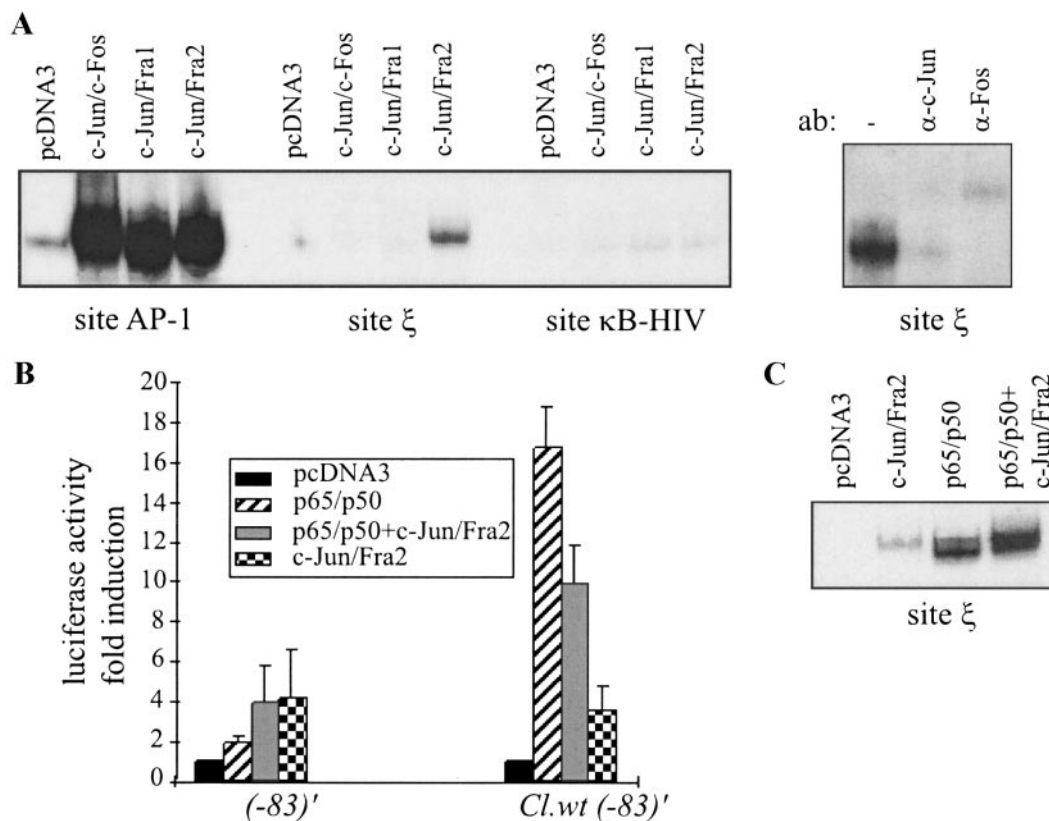 A
pcDNA3
c-Jun/c-Fos
c-Jun/Fra1
c-Jun/Fra2
pcDNA3
c-Jun/c-Fos
c-Jun/Fra1
c-Jun/Fra2
pcDNA3
c-Jun/c-Fos
c-Jun/Fra1
c-Jun/Fra2
site AP-1
site ξ
site κB-HIV
ab:
-
α-c-Jun
α-Fos
site ξ
B
luciferase activity
fold induction
20
18
16
14
12
10
8
6
4
2
0
pcDNA3
p65/p50
p65/p50+c-Jun/Fra2
c-Jun/Fra2
(-83)'
Cl.wt (-83)'
C
pcDNA3
c-Jun/Fra2
p65/p50
p65/p50+
c-Jun/Fra2
site ξ